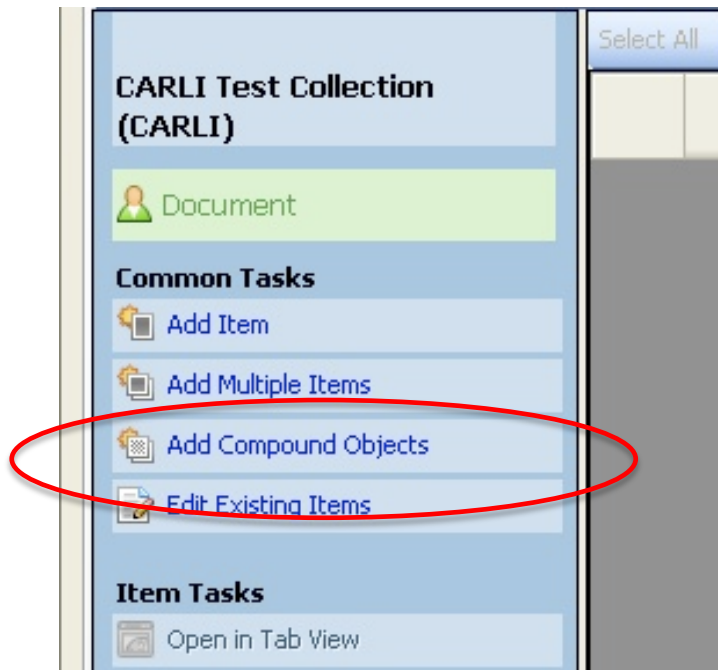 Select All
CARLI Test Collection
(CARLI)
Document
Common Tasks
Add Item
Add Multiple Items
Add Compound Objects
Edit Existing Items
Item Tasks
Open in Tab View